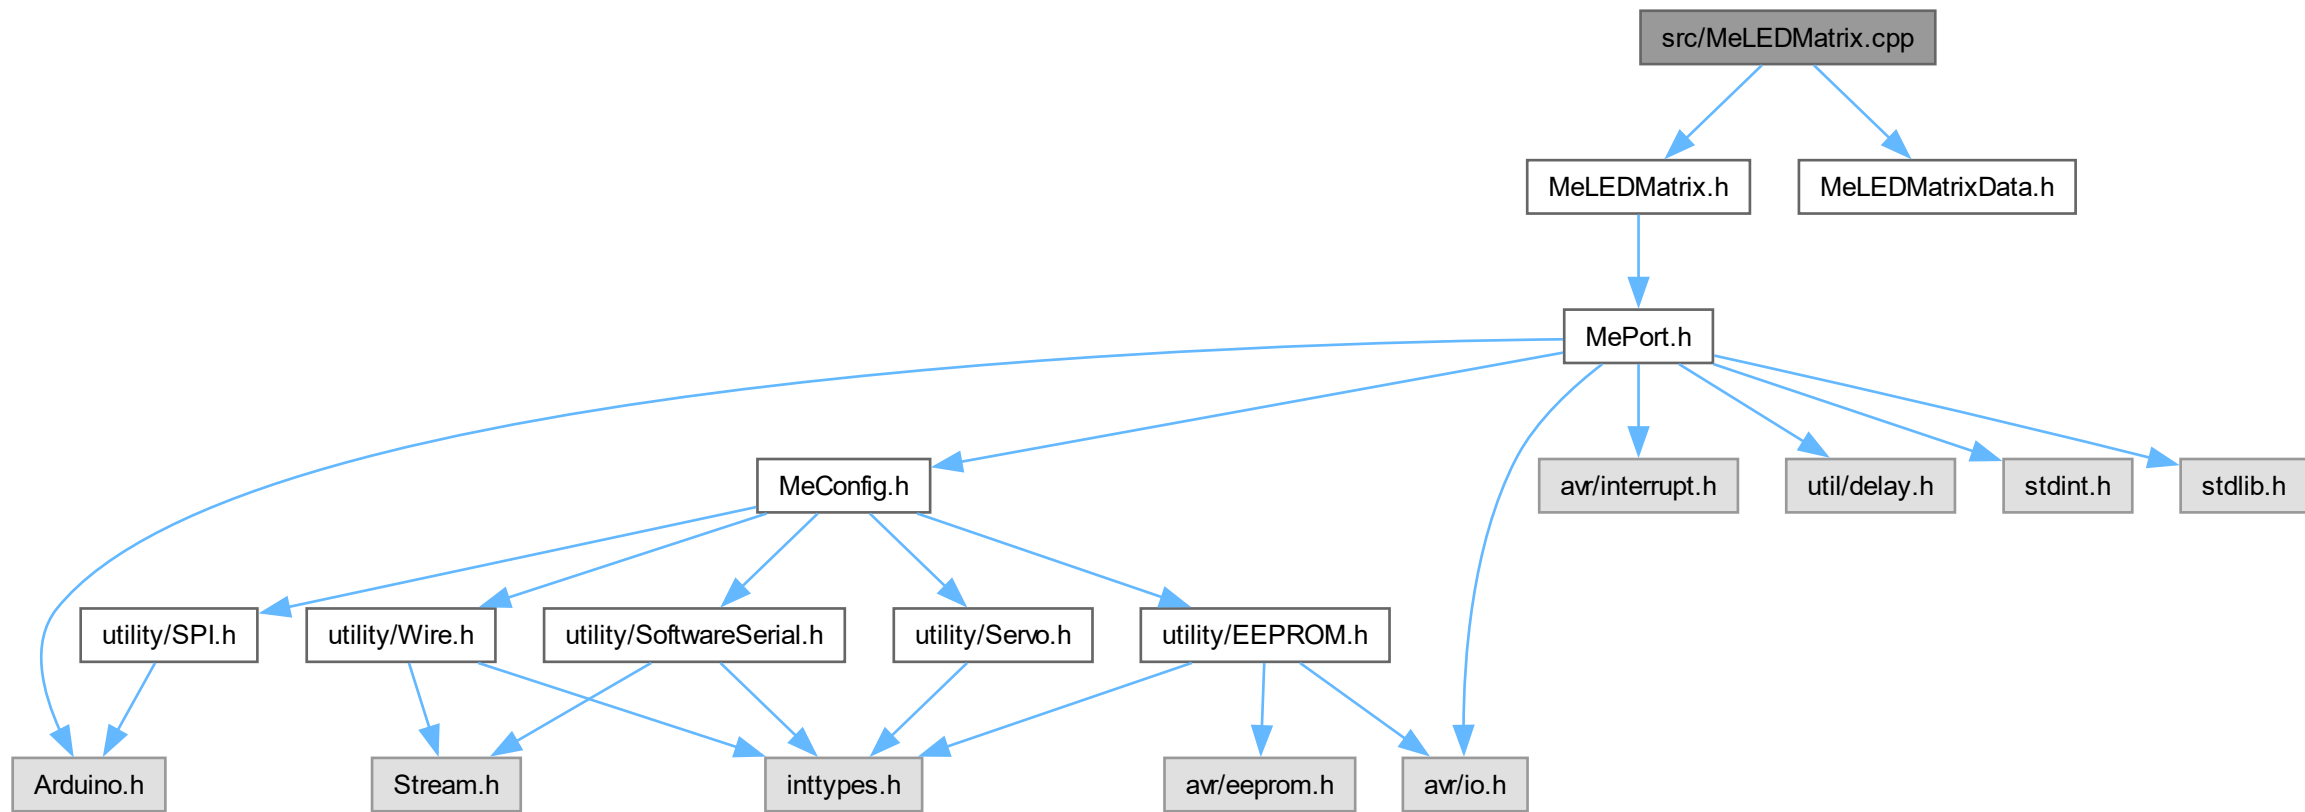 src/MeLEDMatrix.cpp
MeLEDMatrix.h
MeLEDMatrixData.h
MePort.h
MeConfig.h
avr/interrupt.h
util/delay.h
stdint.h
stdlib.h
utility/SPI.h
utility/Wire.h
utility/SoftwareSerial.h
utility/Servo.h
utility/EEPROM.h
Arduino.h
Stream.h
inttypes.h
avr/eeprom.h
avr/io.h